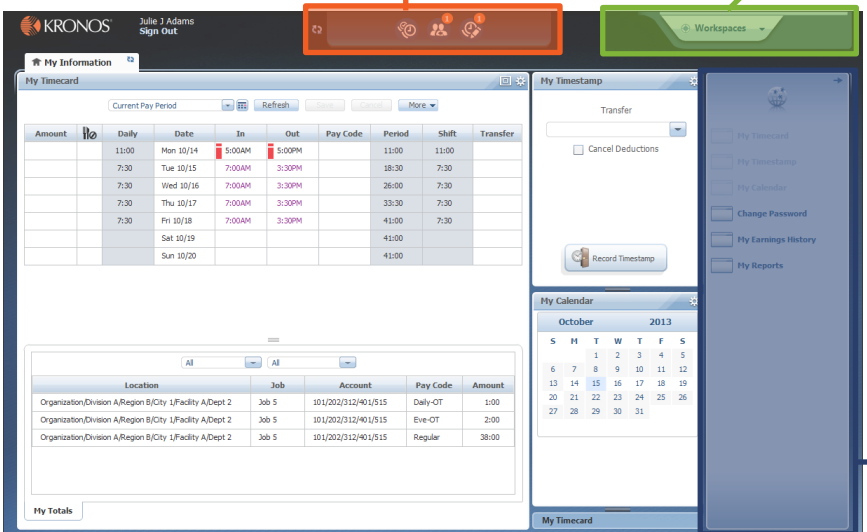 KRONOS
Julie J Adams
Sign Out
1
1
Workspaces
My Information
My Timecard
Current Pay Period
Refresh
Save
Cancel
More
Amount Daily Date In Out Pay Code Period Shift Transfer
11:00 Mon 10/14 5:00AM 5:00PM 11:00 11:00
7:30 Tue 10/15 7:00AM 3:30PM 18:30 7:30
7:30 Wed 10/16 7:00AM 3:30PM 26:00 7:30
7:30 Thu 10/17 7:00AM 3:30PM 33:30 7:30
7:30 Fri 10/18 7:00AM 3:30PM 41:00 7:30
Sat 10/19 41:00
Sun 10/20 41:00
All All
Location Job Account Pay Code Amount
Organization/Division A/Region B/City 1/Facility A/Dept 2 Job 5 101/202/312/401/515 Daily-OT 1:00
Organization/Division A/Region B/City 1/Facility A/Dept 2 Job 5 101/202/312/401/515 Eve-OT 2:00
Organization/Division A/Region B/City 1/Facility A/Dept 2 Job 5 101/202/312/401/515 Regular 38:00
My Totals
My Timestamp
Transfer
Cancel Deductions
Record Timestamp
My Calendar
October 2013
S M T W T F S
1 2 3 4 5
6 7 8 9 10 11 12
13 14 15 16 17 18 19
20 21 22 23 24 25 26
27 28 29 30 31
My Timecard
My Timecard
My Timestamp
My Calendar
Change Password
My Earnings History
My Reports